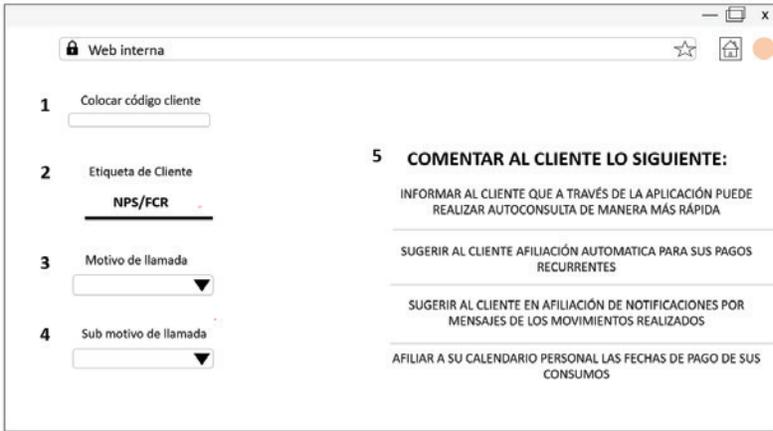 x
Web interna
1 Colocar código cliente
2 Etiqueta de Cliente
NPS/FCR
3 Motivo de llamada
4 Sub motivo de llamada
5 COMENTAR AL CLIENTE LO SIGUIENTE:
INFORMAR AL CLIENTE QUE A TRAVÉS DE LA APLICACIÓN PUEDE
REALIZAR AUTOCONSULTA DE MANERA MÁS RÁPIDA
SUGERIR AL CLIENTE AFILIACIÓN AUTOMATICA PARA SUS PAGOS
RECURRENTES
SUGERIR AL CLIENTE EN AFILIACIÓN DE NOTIFICACIONES POR
MENSAJES DE LOS MOVIMIENTOS REALIZADOS
AFILIAR A SU CALENDARIO PERSONAL LAS FECHAS DE PAGO DE SUS
CONSUMOS